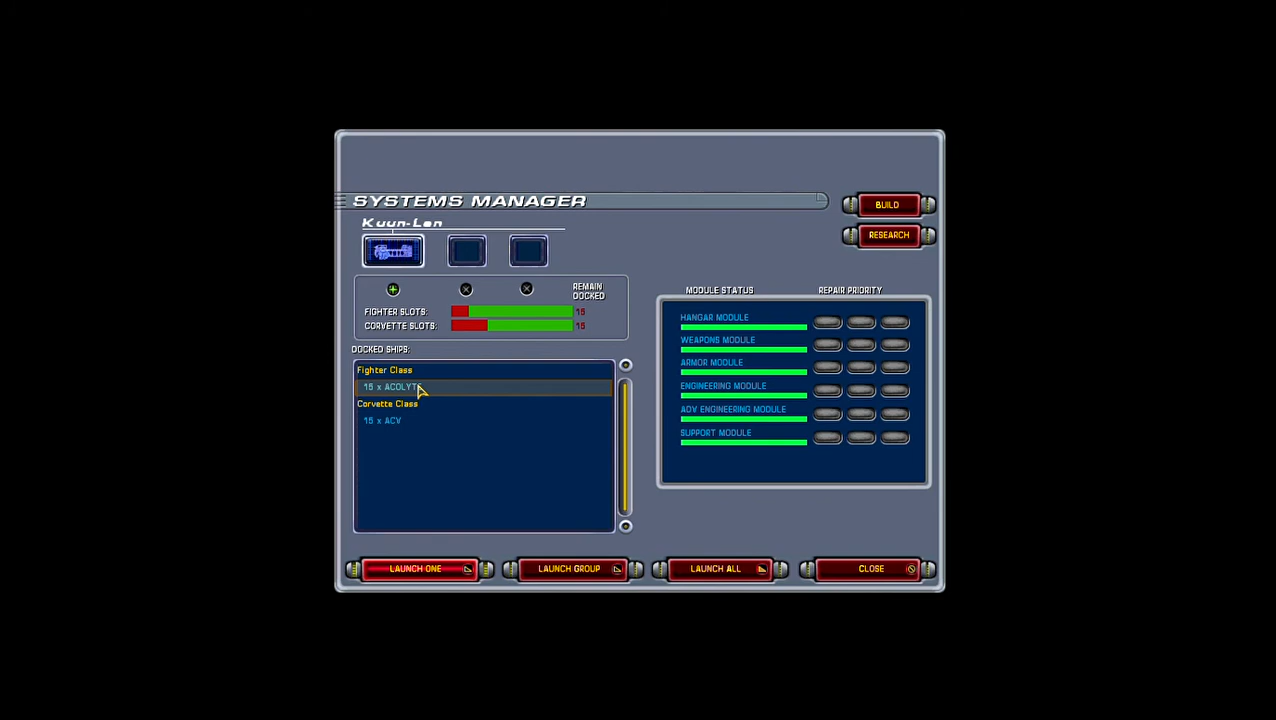 SYSTEMS MANAGER
BUILD
Kuun-Lan
RESEARCH
REMAIN
DOCKED
MODULE STATUS
REPAIR PRIORITY
FIGHTER SLOTS:
15
CORVETTE SLOTS:
15
HANGAR MODULE
WEAPONS MODULE
DOCKED SHIPS:
ARMOR MODULE
Fighter Class
15 x ACOLYTE
ENGINEERING MODULE
Corvette Class
ADV ENGINEERING MODULE
15 x ACV
SUPPORT MODULE
LAUNCH ONE
LAUNCH GROUP
LAUNCH ALL
CLOSE